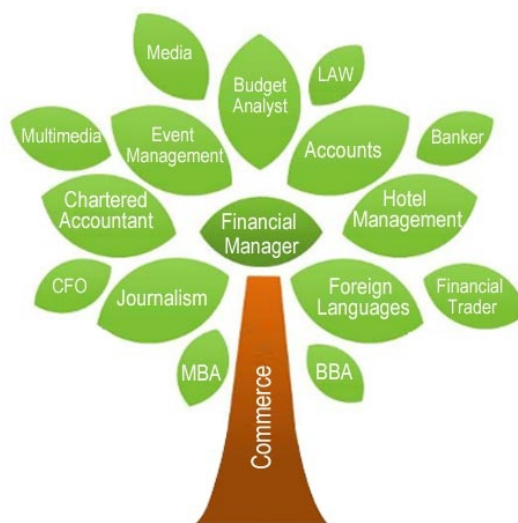 Media
Budget
Analyst
LAW
Multimedia
Event
Management
Accounts
Banker
Chartered
Accountant
Financial
Manager
Hotel
Management
CFO
Journalism
Foreign
Languages
Financial
Trader
MBA
BBA
Commerce